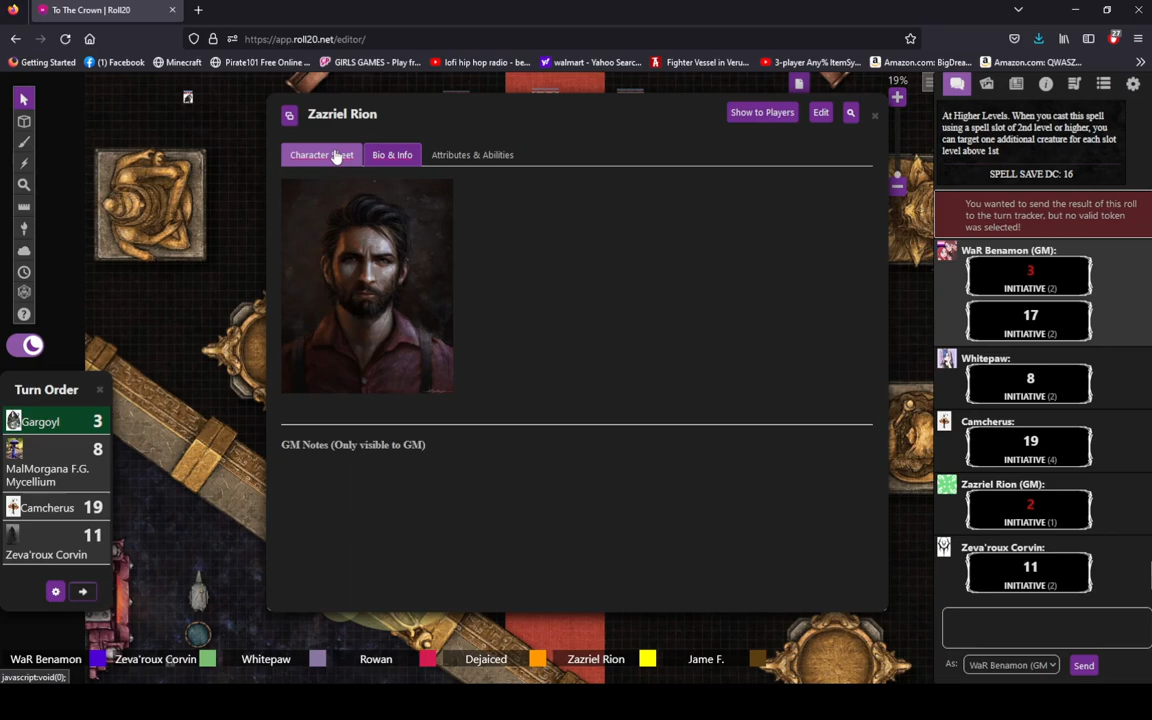 To The Crown | Roll20
https://app.roll20.net/editor/
27
Getting Started
(1) Facebook
Minecraft
Pirate101 Free Online ...
GIRLS GAMES - Play fr...
lofi hip hop radio - be...
walmart - Yahoo Searc...
Fighter Vessel in Veru...
3-player Any% ItemSy...
Amazon.com: BigDrea...
Amazon.com: QWASZ...
19%
Zazriel Rion
Show to Players
Edit
Character Sheet
Bio & Info
Attributes & Abilities
GM Notes (Only visible to GM)
Turn Order
Gargoyl 3
8
MalMorgana F.G.
Mycellium
Camcherus 19
11
Zeva'roux Corvin
At Higher Levels. When you cast this spell
using a spell slot of 2nd level or higher, you
can target one additional creature for each slot
level above 1st
SPELL SAVE DC: 16
You wanted to send the result of this roll
to the turn tracker, but no valid token
was selected!
WaR Benamon (GM):
3
INITIATIVE (2)
17
INITIATIVE (2)
Whitepaw:
8
INITIATIVE (2)
Camcherus:
19
INITIATIVE (4)
Zazriel Rion (GM):
2
INITIATIVE (1)
Zeva'roux Corvin:
11
INITIATIVE (2)
As: WaR Benamon (GM Send
WaR Benamon
Zeva'roux Corvin
Whitepaw
Rowan
Dejaiced
Zazriel Rion
Jame F.
javascript:void(0);